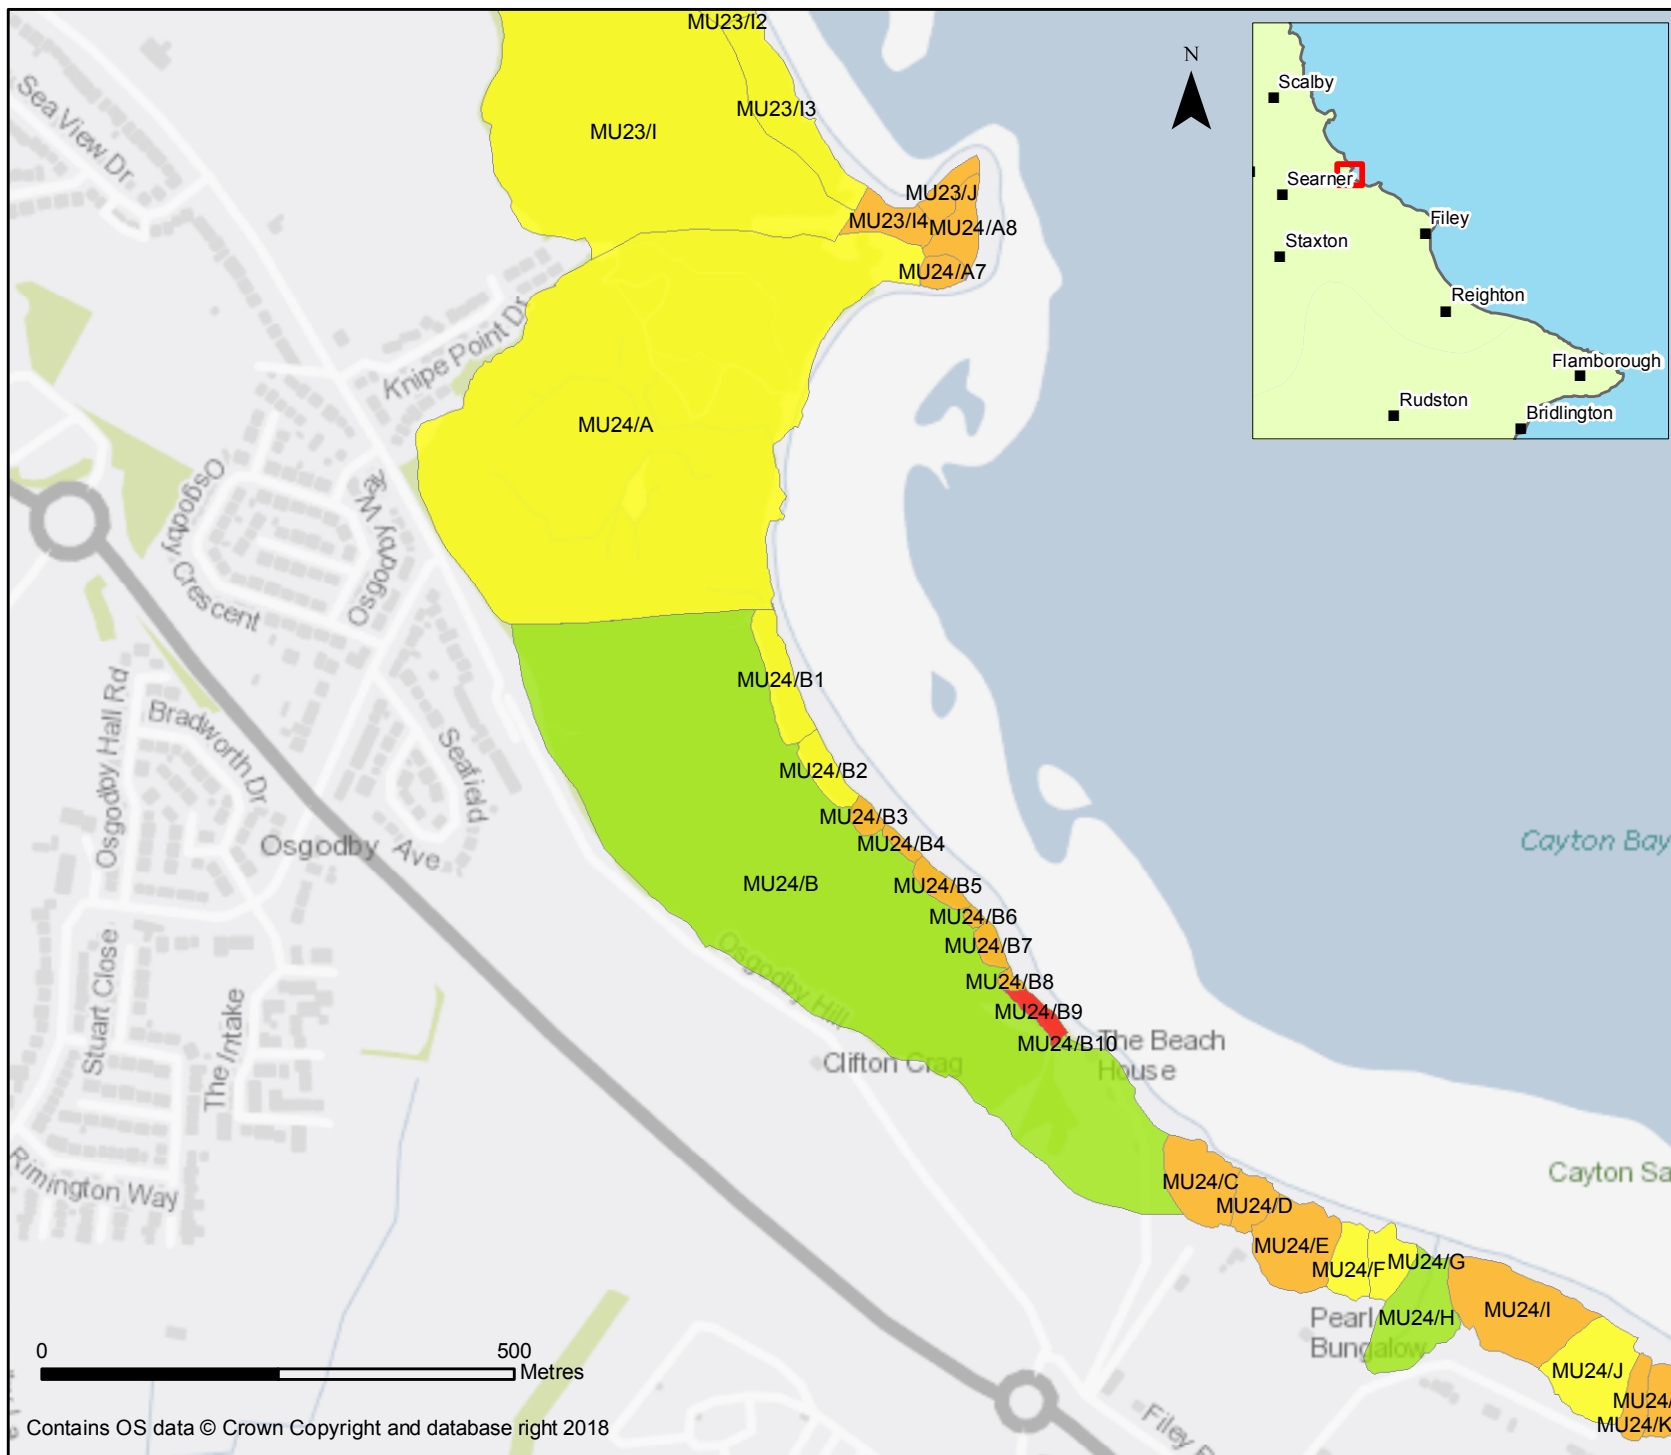 MU23/I2
N
Scalby
Sea View Dr
MU23/I3
MU23/I
Searner
MU23/J
MU23/I4
MU24/A8
Filey
Staxton
MU24/A7
Reighton
Knipe Point Dr
Flamborough
Rudston
Bridlington
MU24/A
Osgodby Crescent
Osgodby Way
MU24/B1
Osgodby Hall Rd
Bradworth Dr
Seafield
MU24/B2
MU24/B3
MU24/B4
Cayton Bay
Osgodby Ave
MU24/B
MU24/B5
MU24/B6
MU24/B7
Osgodby Hill
MU24/B8
Stuart Close
The Intake
MU24/B9
MU24/B10
The Beach
House
Clifton Crag
Rimington Way
Cayton Sa
MU24/C
MU24/D
MU24/E
MU24/F
MU24/G
MU24/I
Pearl
Bungalow
MU24/H
MU24/J
0
500
Metres
MU24/
MU24/K
Filey
Contains OS data © Crown Copyright and database right 2018